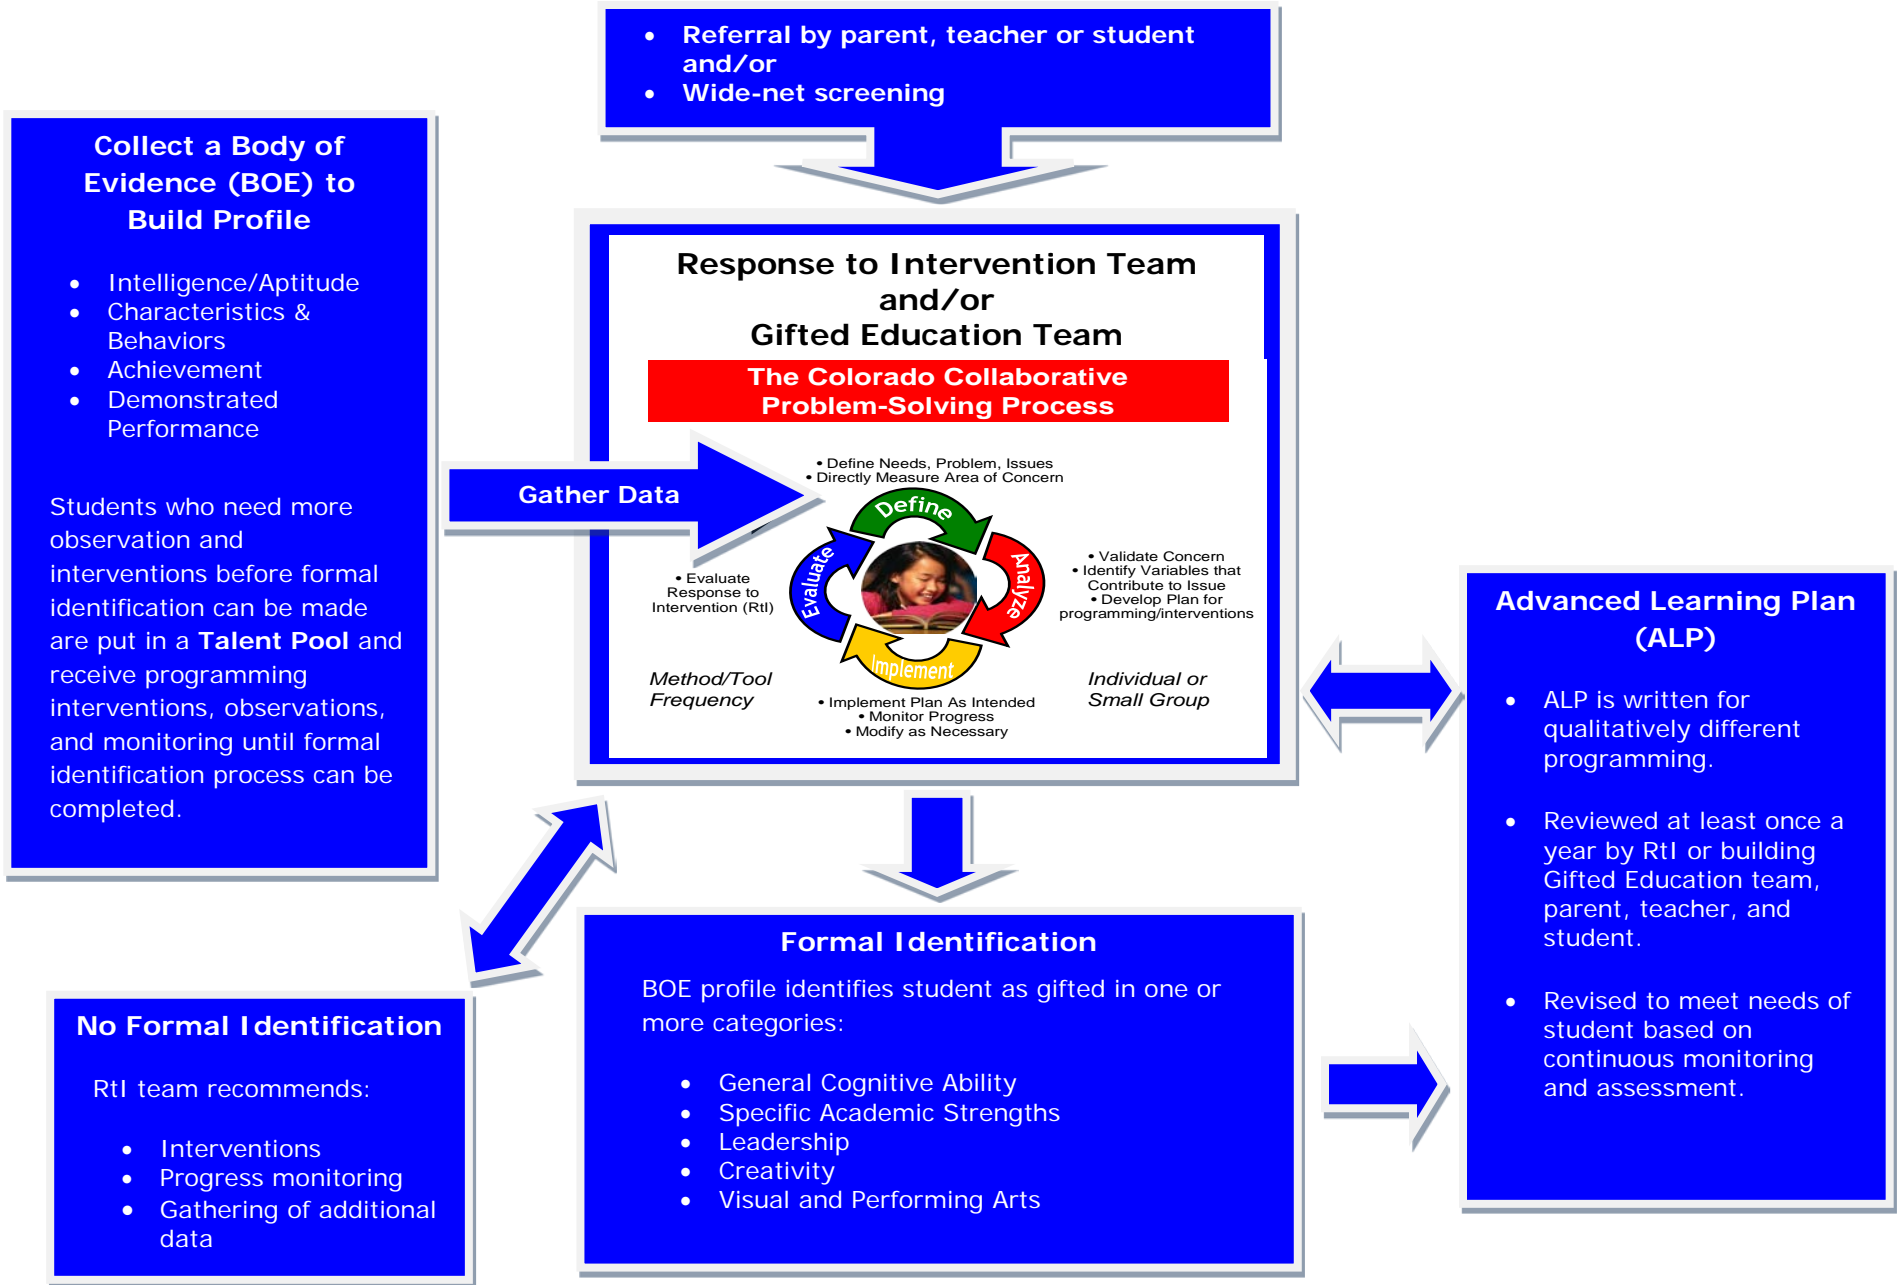 • Referral by parent, teacher or student
and/or
• Wide-net screening
Collect a Body of
Evidence (BOE) to
Build Profile
• Intelligence/Aptitude
• Characteristics &
Behaviors
• Achievement
• Demonstrated
Performance
Students who need more
observation and
interventions before formal
identification can be made
are put in a Talent Pool and
receive programming
interventions, observations,
and monitoring until formal
identification process can be
completed.
Gather Data
Response to Intervention Team
and/or
Gifted Education Team
The Colorado Collaborative
Problem-Solving Process
• Define Needs, Problem, Issues
• Directly Measure Area of Concern
Define
Analyze
• Validate Concern
• Identify Variables that
Contribute to Issue
• Develop Plan for
programming/interventions
Implement
• Implement Plan As Intended
• Monitor Progress
• Modify as Necessary
Evaluate
• Evaluate
Response to
Intervention (RtI)
Method/Tool
Frequency
Individual or
Small Group
No Formal Identification
RtI team recommends:
• Interventions
• Progress monitoring
• Gathering of additional
data
Formal Identification
BOE profile identifies student as gifted in one or
more categories:
• General Cognitive Ability
• Specific Academic Strengths
• Leadership
• Creativity
• Visual and Performing Arts
Advanced Learning Plan
(ALP)
• ALP is written for
qualitatively different
programming.
• Reviewed at least once a
year by RtI or building
Gifted Education team,
parent, teacher, and
student.
• Revised to meet needs of
student based on
continuous monitoring
and assessment.